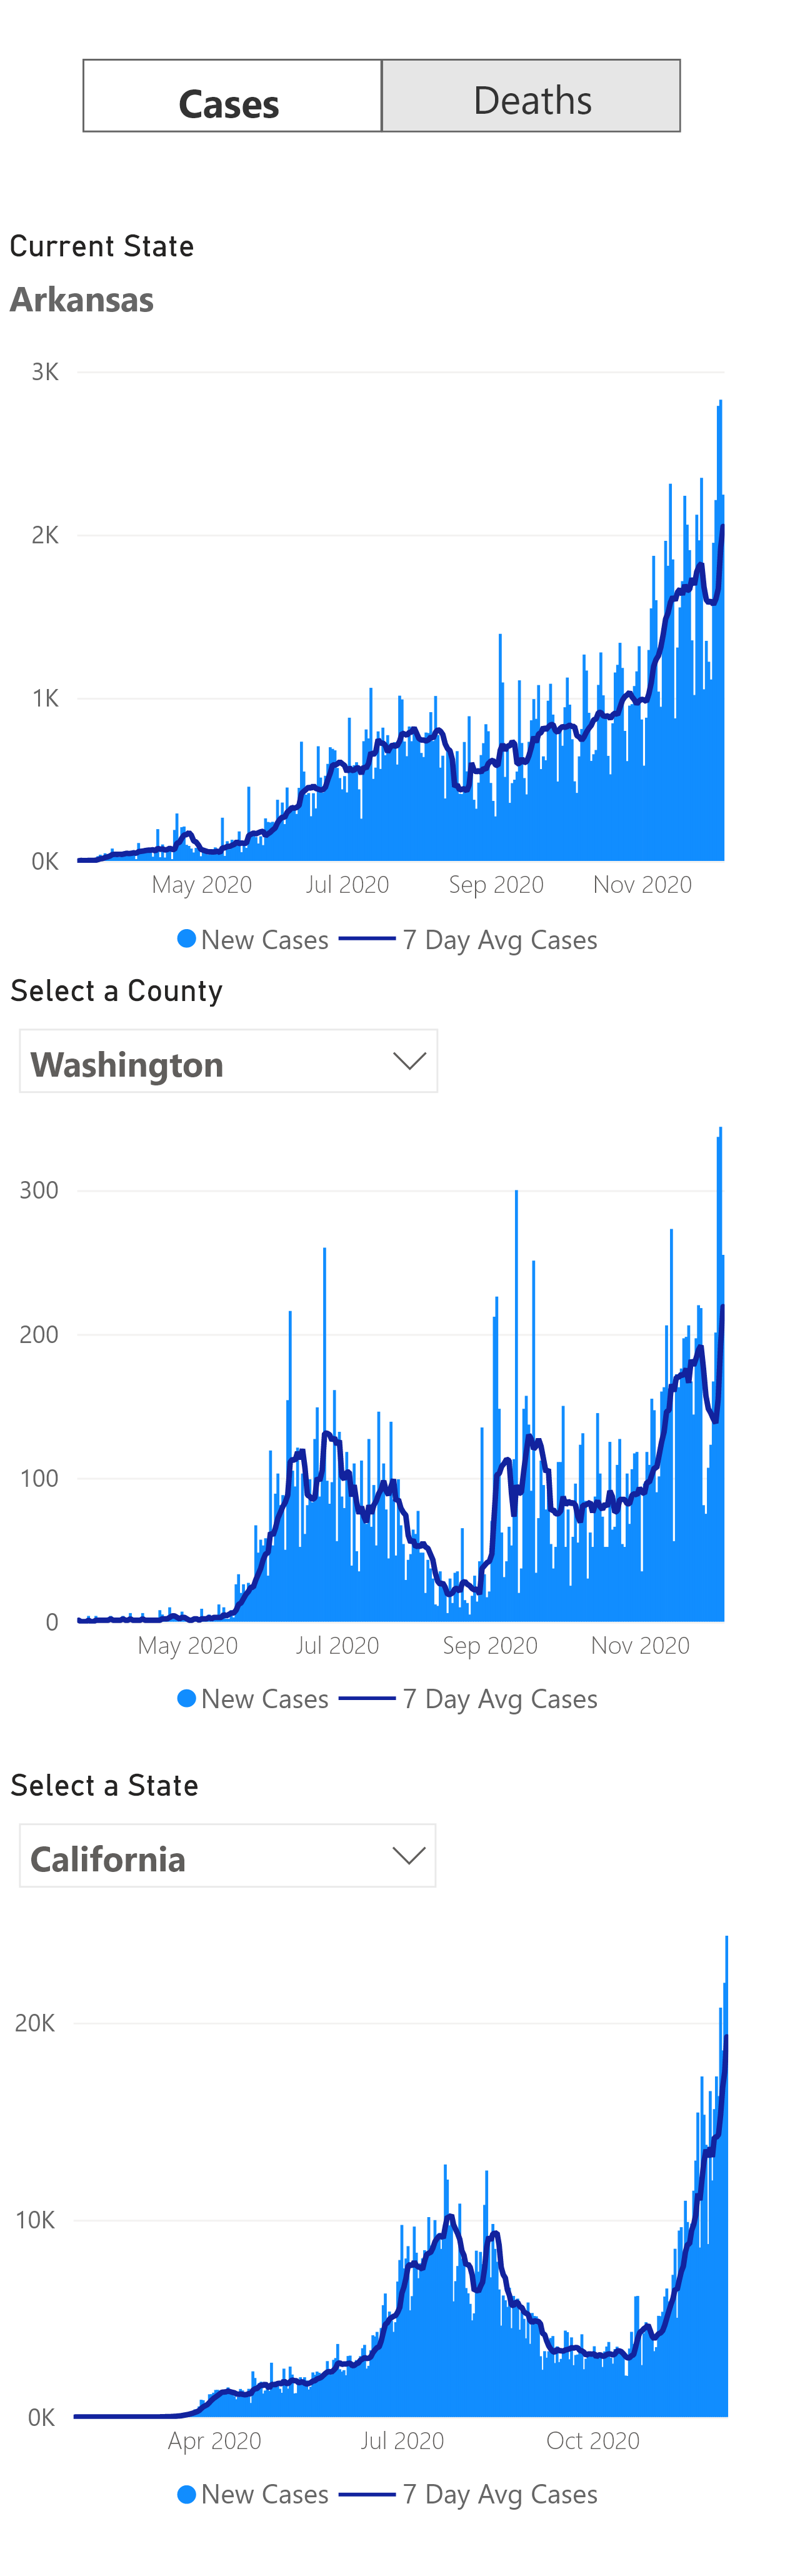 Cases Deaths
Current State
Arkansas
3K
2K
1K
0K
May 2020 Jul 2020 Sep 2020 Nov 2020
New Cases 7 Day Avg Cases
Select a County
Washington
300
200
100
0
May 2020 Jul 2020 Sep 2020 Nov 2020
New Cases 7 Day Avg Cases
Select a State
California
20K
10K
0K
Apr 2020 Jul 2020 Oct 2020
New Cases 7 Day Avg Cases